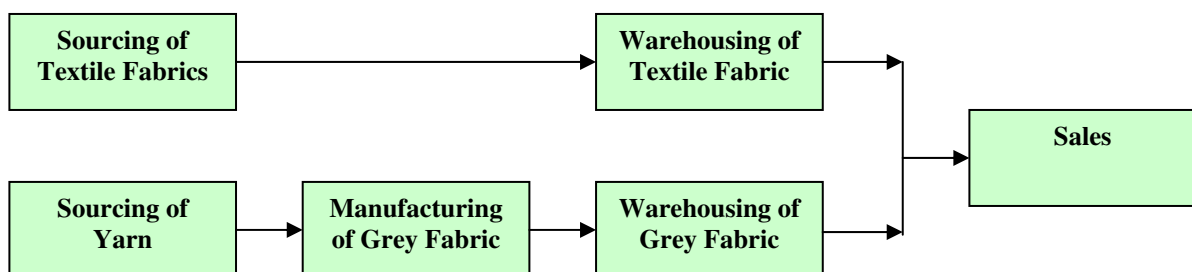 Sourcing of
Textile Fabrics
Warehousing of
Textile Fabric
Sales
Sourcing of
Yarn
Manufacturing
of Grey Fabric
Warehousing of
Grey Fabric